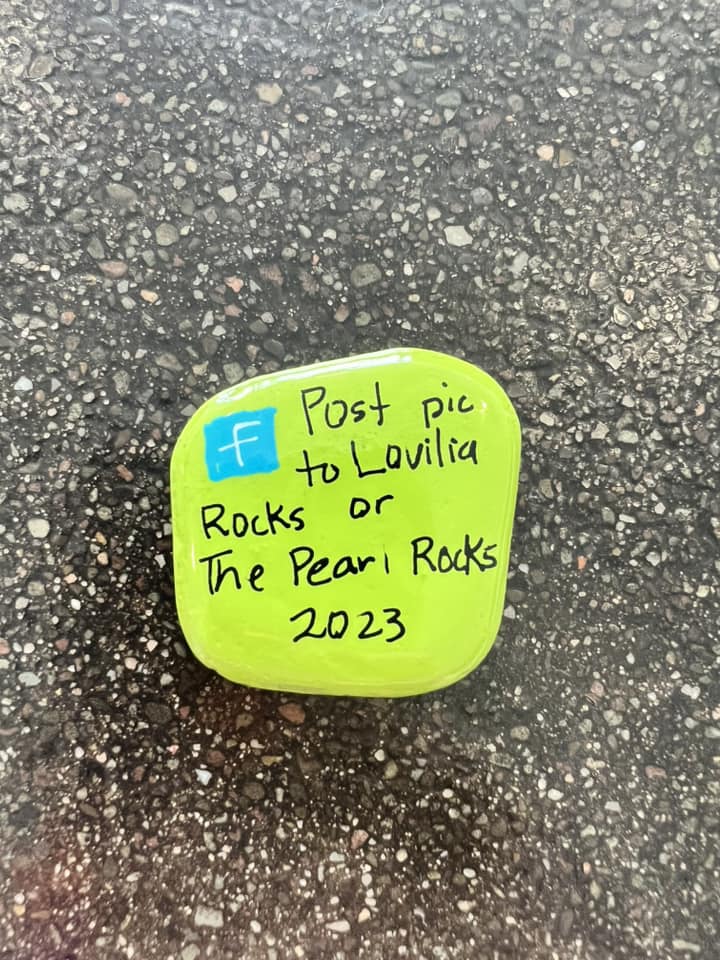 f Post pic
to Lovilia
Rocks or
The Pearl Rocks
2023